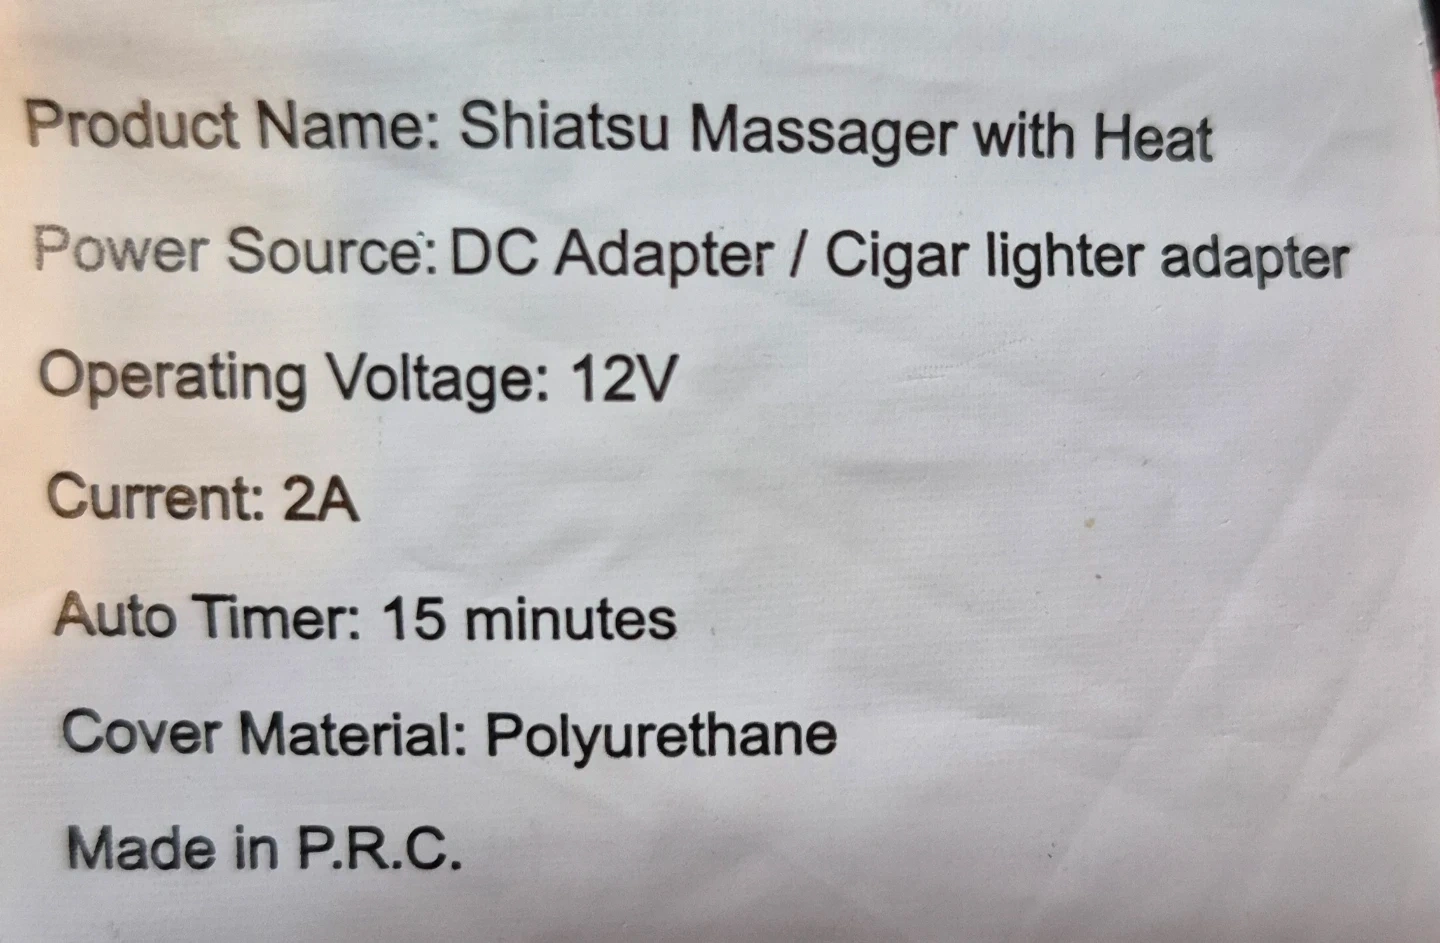 Product Name: Shiatsu Massager with Heat
Power Source: DC Adapter / Cigar lighter adapter
Operating Voltage: 12V
Current: 2A
Auto Timer: 15 minutes
Cover Material: Polyurethane
Made in P.R.C.